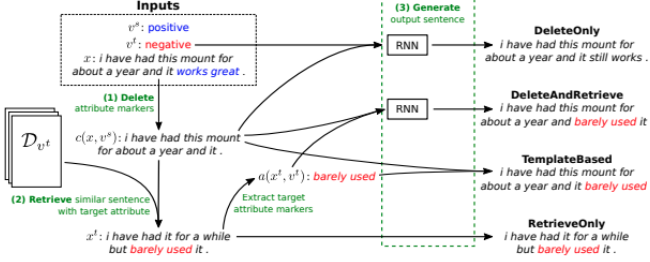 Inputs
v^s: positive
v^t: negative
x: i have had this mount for
about a year and it works great .
(1) Delete
attribute markers
c(x, v^s): i have had this mount
for about a year and it .
D_{v^t}
(2) Retrieve similar sentence
with target attribute
x^t: i have had it for a while
but barely used it .
a(x^t, v^t): barely used
Extract target
attribute markers
(3) Generate
output sentence
RNN
RNN
DeleteOnly
i have had this mount for
about a year and it still works .
DeleteAndRetrieve
i have had this mount for
about a year and barely used it
TemplateBased
i have had this mount for
about a year and it barely used
RetrieveOnly
i have had it for a while
but barely used it .